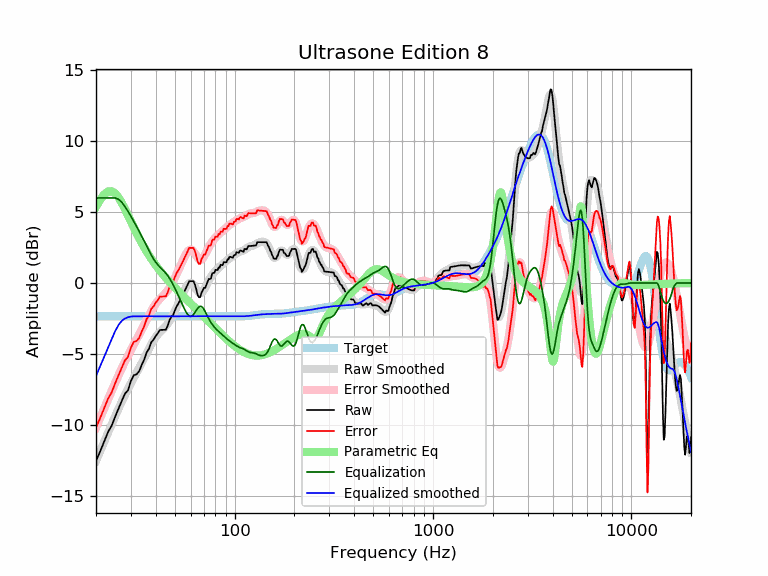 Ultrasone Edition 8
15
10
5
0
−5
−10
−15
Amplitude (dBr)
Target
Raw Smoothed
Error Smoothed
Raw
Error
Parametric Eq
Equalization
Equalized smoothed
100
1000
10000
Frequency (Hz)